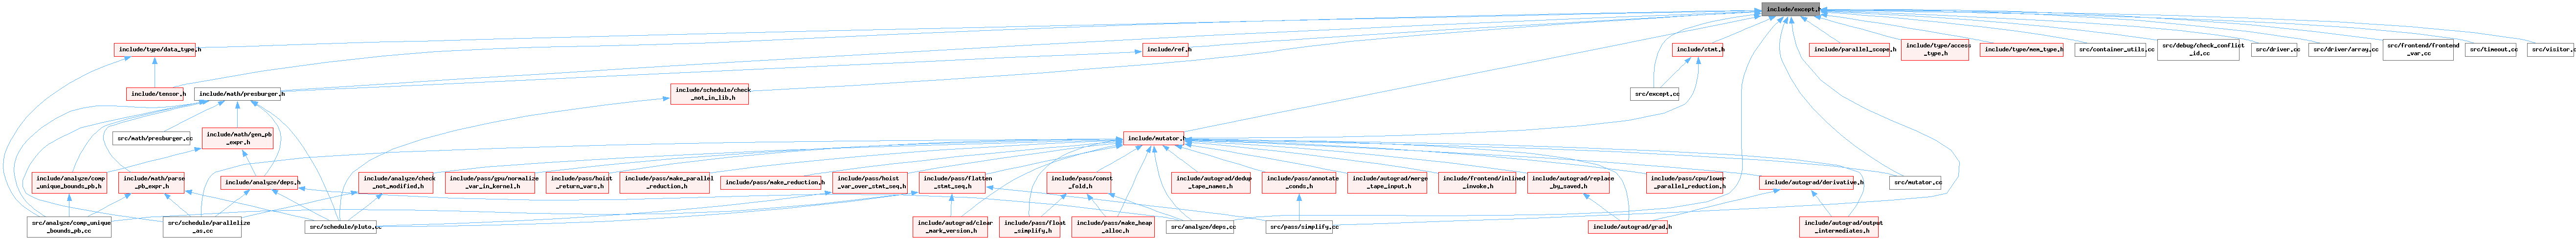 include/except.h
include/type/data_type.h
include/ref.h
include/stmt.h
include/parallel_scope.h
include/type/access
_type.h
include/type/mem_type.h
src/container_utils.cc
src/debug/check_conflict
_id.cc
src/driver.cc
src/driver/array.cc
src/frontend/frontend
_var.cc
src/timeout.cc
src/visitor.cc
include/tensor.h
include/math/presburger.h
include/schedule/check
_not_in_lib.h
src/except.cc
src/math/presburger.cc
include/math/gen_pb
_expr.h
include/mutator.h
include/analyze/comp
_unique_bounds_pb.h
include/math/parse
_pb_expr.h
include/analyze/deps.h
include/analyze/check
_not_modified.h
include/pass/gpu/normalize
_var_in_kernel.h
include/pass/hoist
_return_vars.h
include/pass/make_parallel
_reduction.h
include/pass/make_reduction.h
include/pass/hoist
_var_over_stmt_seq.h
include/pass/flatten
_stmt_seq.h
include/pass/const
_fold.h
include/autograd/dedup
_tape_names.h
include/pass/annotate
_conds.h
include/autograd/merge
_tape_input.h
include/frontend/inlined
_invoke.h
include/autograd/replace
_by_saved.h
include/pass/cpu/lower
_parallel_reduction.h
include/autograd/derivative.h
src/mutator.cc
src/analyze/comp_unique
_bounds_pb.cc
src/schedule/parallelize
_as.cc
src/schedule/pluto.cc
include/autograd/clear
_mark_version.h
include/pass/float
_simplify.h
include/pass/make_heap
_alloc.h
src/analyze/deps.cc
src/pass/simplify.cc
include/autograd/grad.h
include/autograd/output
_intermediates.h